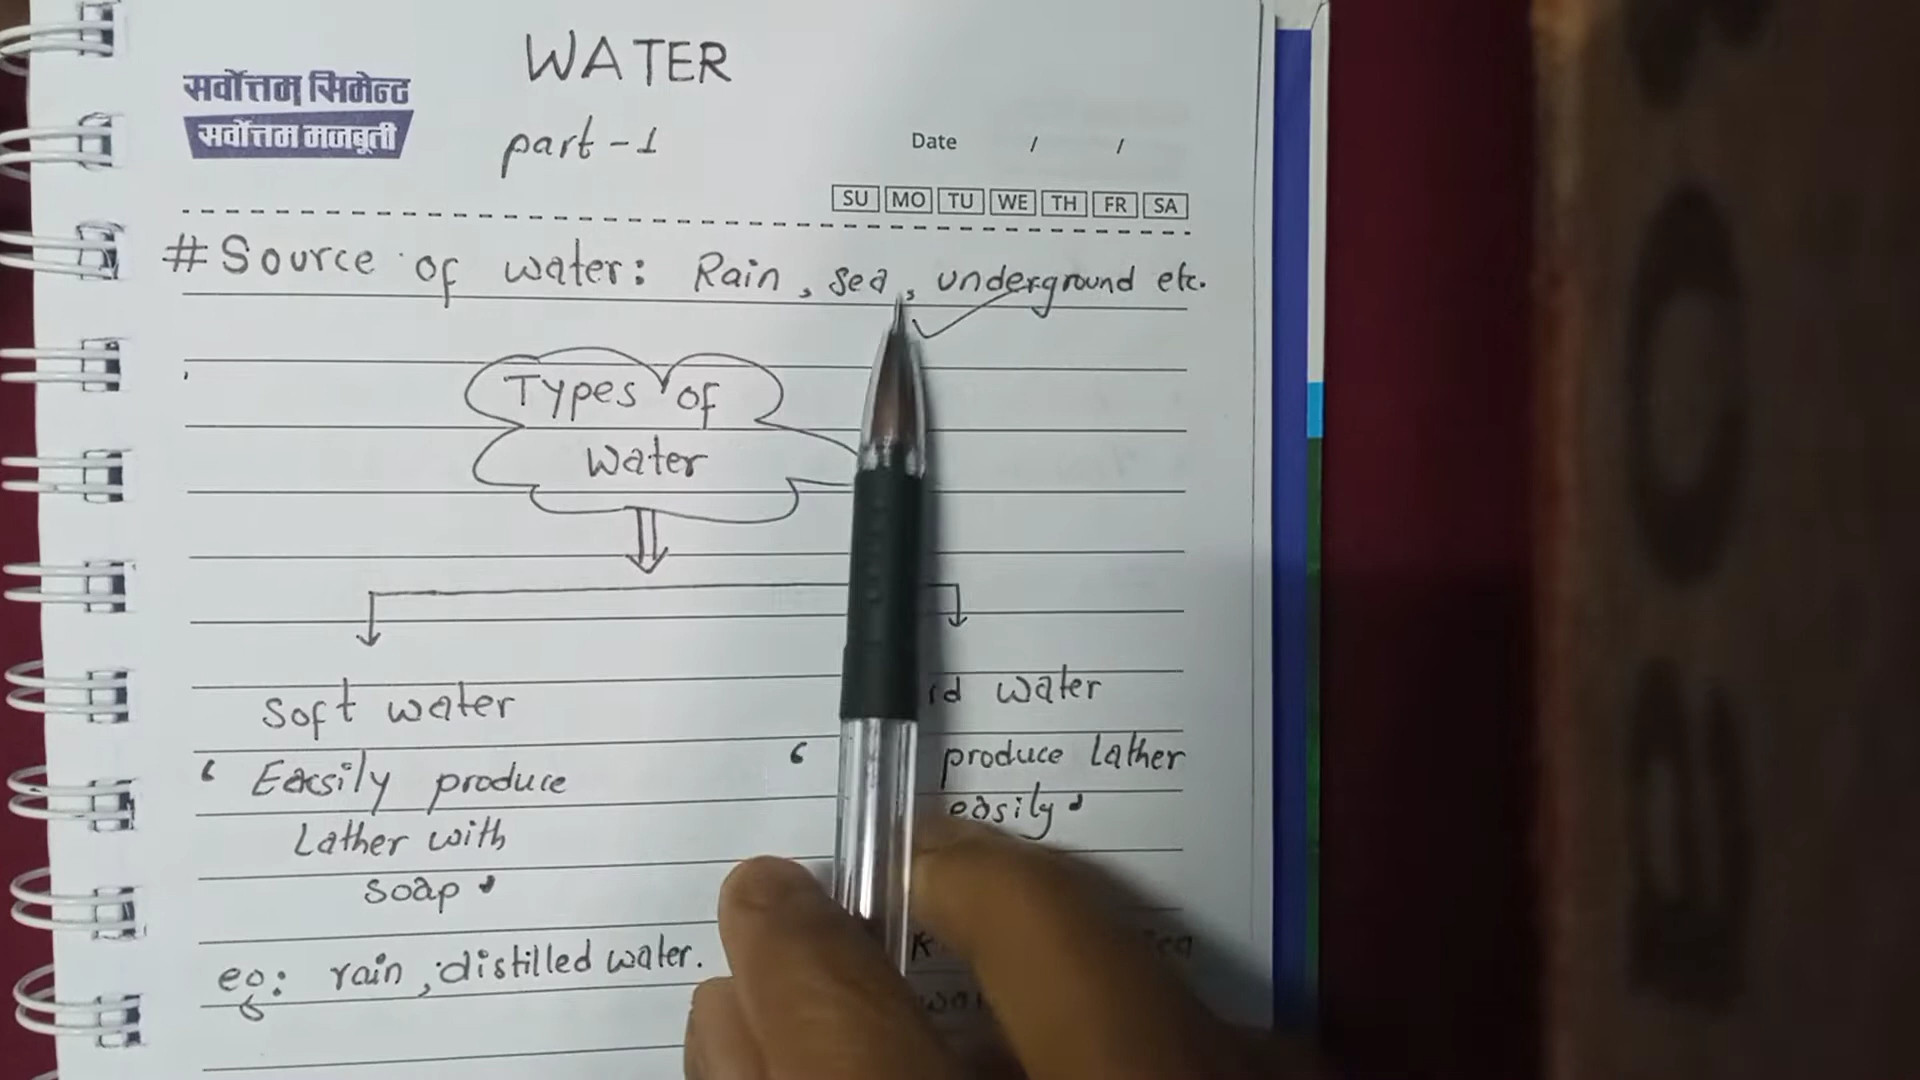 WATER
सर्वोत्तम् सिमेन्ट
सर्वोत्तम मजबूती
part-1
Date / /
SU MO TU WE TH FR SA
#Source of water: Rain, sea, underground etc.
Types of
water
Soft water
water
Easily produce
produce Lather
Lather with
easily
soap
eg: rain, distilled water.